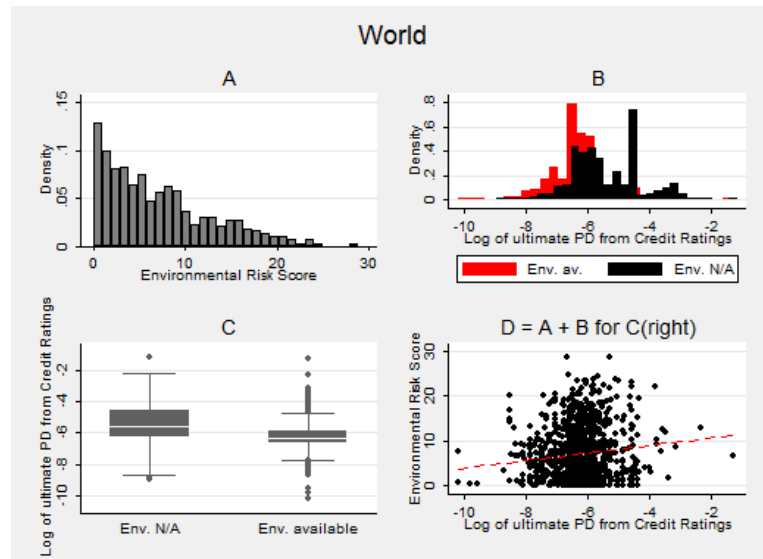 World
A
Density
0 .05 .1 .15
0 10 20 30
Environmental Risk Score
B
Density
0 .2 .4 .6 .8
-10 -8 -6 -4 -2
Log of ultimate PD from Credit Ratings
Env. av. Env. N/A
C
Log of ultimate PD from Credit Ratings
-10 -8 -6 -4 -2
Env. N/A Env. available
D = A + B for C(right)
Environmental Risk Score
0 10 20 30
-10 -8 -6 -4 -2
Log of ultimate PD from Credit Ratings